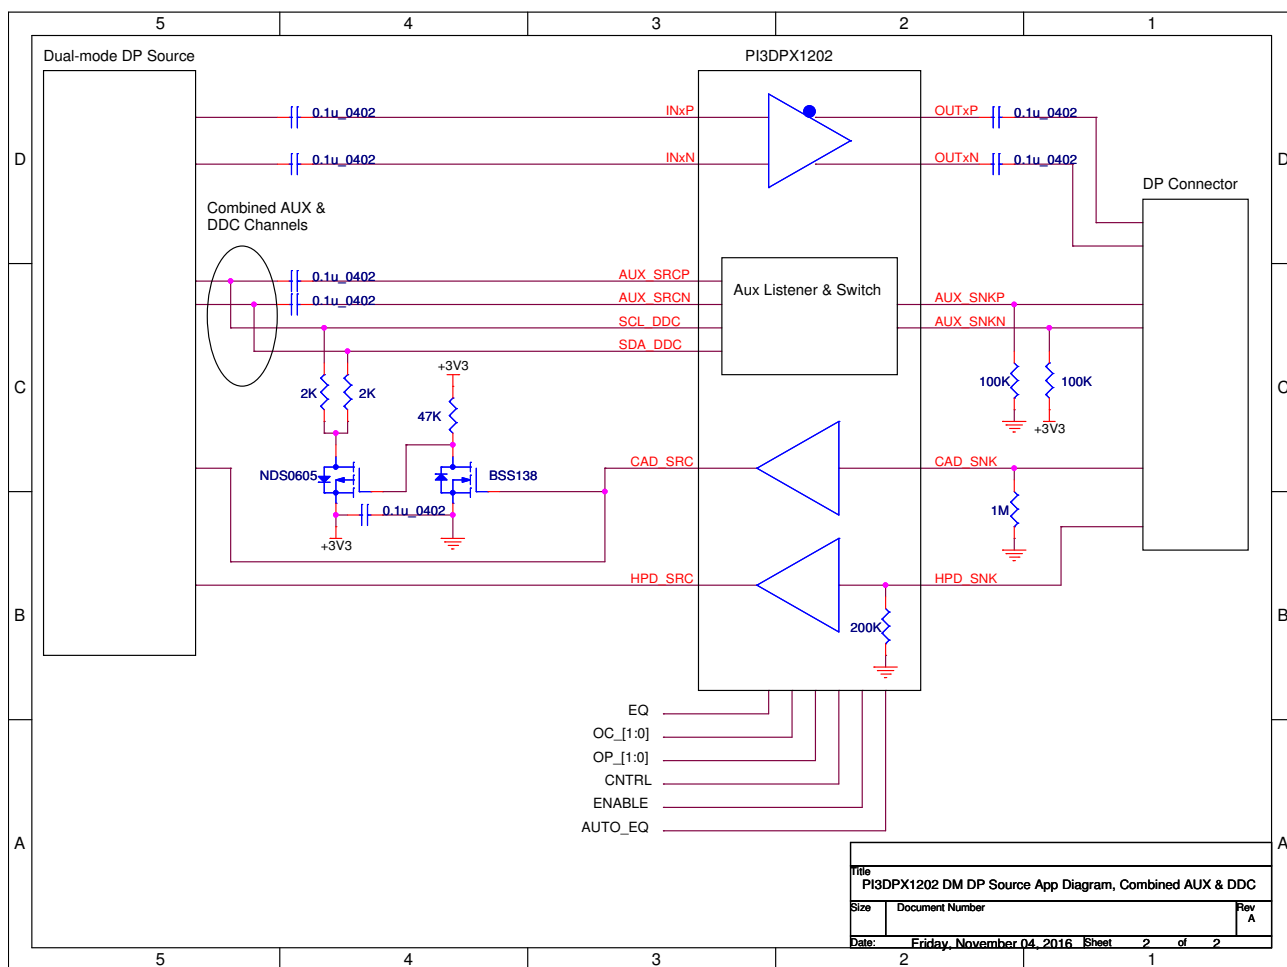 5 4 3 2 1
Dual-mode DP Source
PI3DPX1202
0.1u_0402 INxP OUTxP 0.1u_0402
D D
0.1u_0402 INxN OUTxN 0.1u_0402
DP Connector
Combined AUX &
DDC Channels
0.1u_0402 AUX_SRCP
Aux Listener & Switch
0.1u_0402 AUX_SRCN AUX_SNKP
SCL_DDC AUX_SNKN
SDA_DDC
+3V3
2K 2K 100K 100K
C C
47K
+3V3
CAD_SRC CAD_SNK
NDS0605 BSS138
0.1u_0402 1M
+3V3
HPD_SRC HPD_SNK
B B
200K
EQ
OC_[1:0]
OP_[1:0]
CNTRL
ENABLE
AUTO_EQ
A A
Title
PI3DPX1202 DM DP Source App Diagram, Combined AUX & DDC
Size Document Number Rev
A
Date: Friday, November 04, 2016 Sheet 2 of 2
5 4 3 2 1